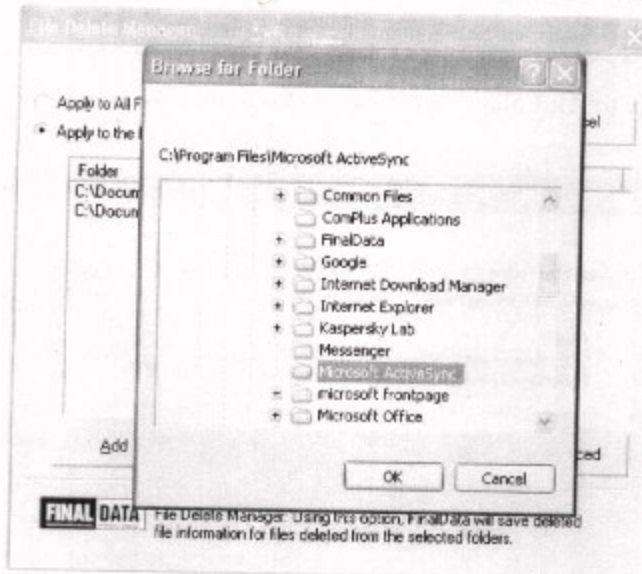 File Delete Manager
Browse for Folder
Apply to All F
Apply to the
C:\Program Files\Microsoft ActiveSync
Folder
C:\Docum
C:\Docum
Common Files
ComPlus Applications
FinalData
Google
Internet Download Manager
Internet Explorer
Kaspersky Lab
Messenger
Microsoft ActiveSync
microsoft frontpage
Microsoft Office
Add
OK
Cancel
FINAL DATA
File Delete Manager: Using this option, FinalData will save deleted
file information for files deleted from the selected folders.